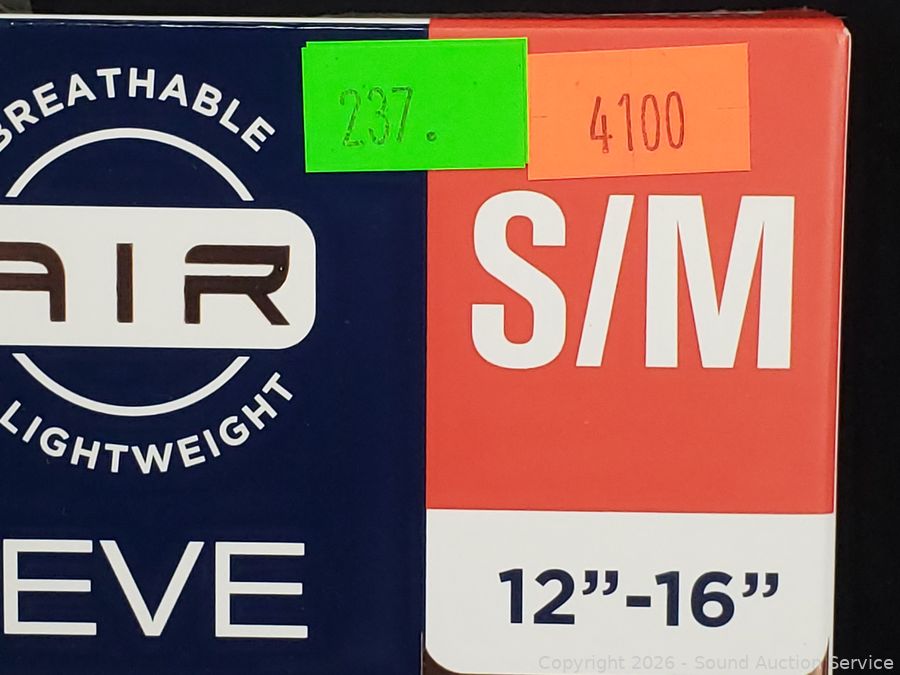 237.
4100
BREATHABLE
AIR
LIGHTWEIGHT
S/M
EVE
12”-16”
Copyright 2026 - Sound Auction Service